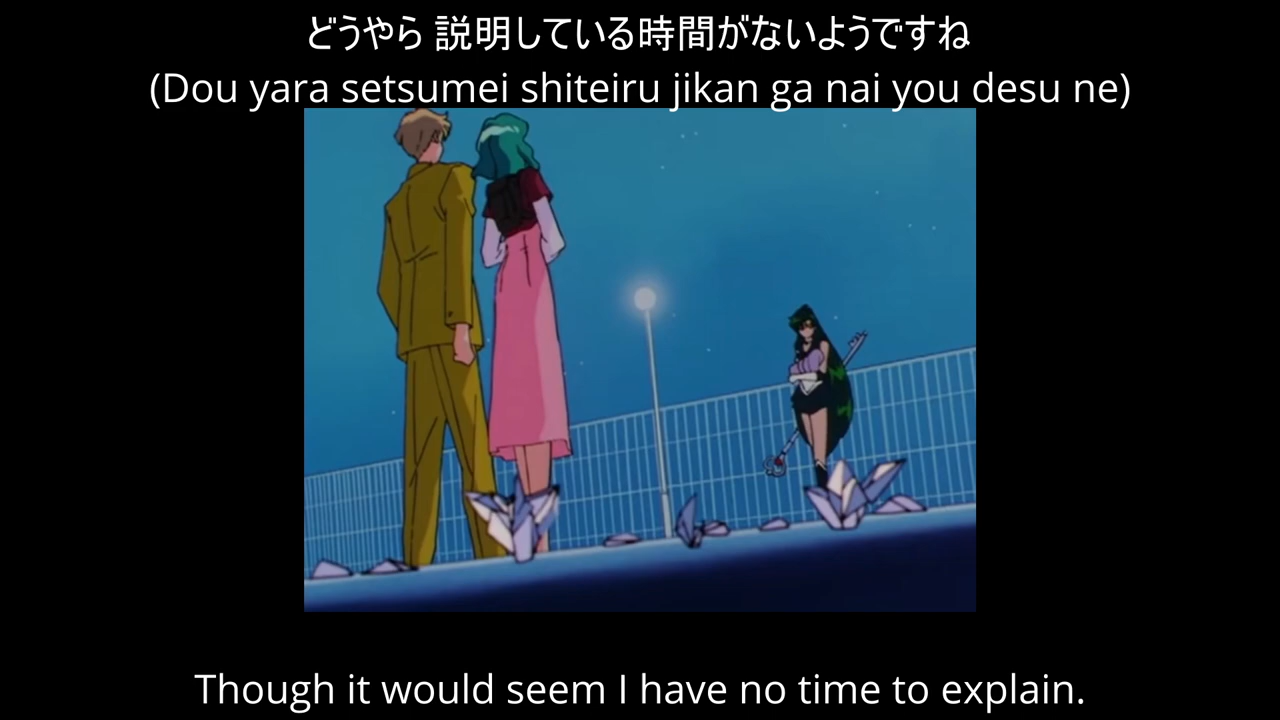 どうやら 説明している時間がないようですね
(Dou yara setsumei shiteiru jikan ga nai you desu ne)
Though it would seem I have no time to explain.